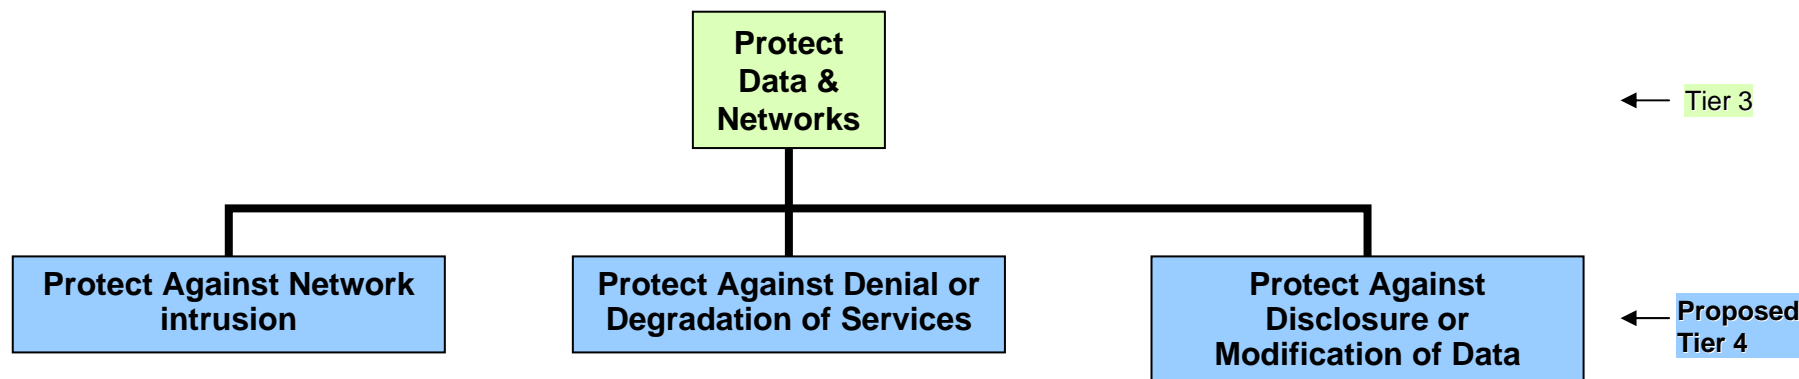 Protect
Data &
Networks
Tier 3
Protect Against Network
intrusion
Protect Against Denial or
Degradation of Services
Protect Against
Disclosure or
Modification of Data
Proposed
Tier 4